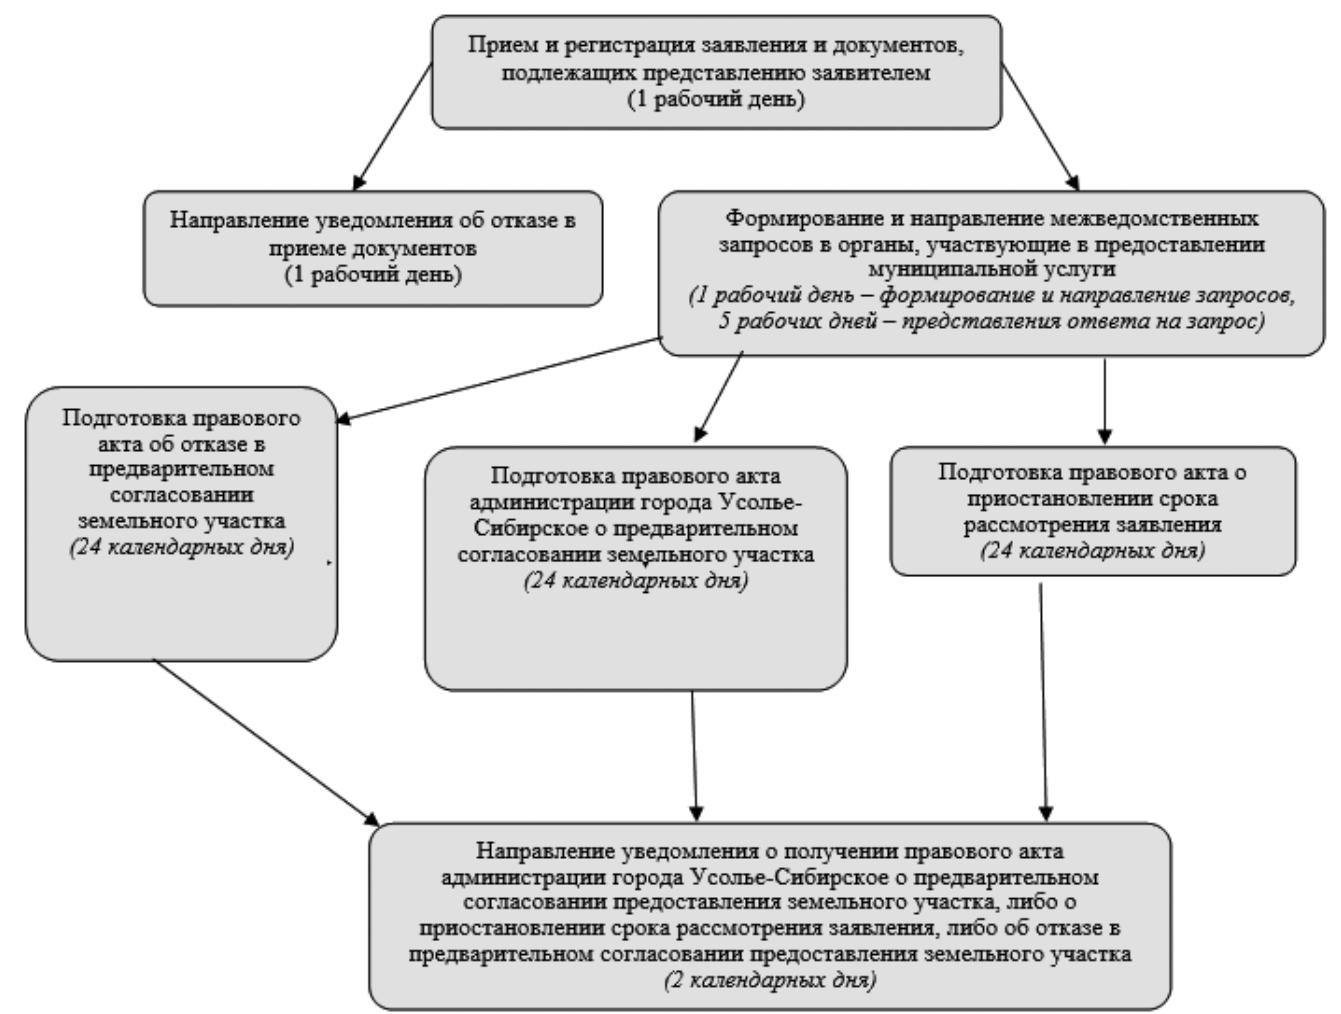 Прием и регистрация заявления и документов,
подлежащих представлению заявителем
(1 рабочий день)
Направление уведомления об отказе в
приеме документов
(1 рабочий день)
Формирование и направление межведомственных
запросов в органы, участвующие в предоставлении
муниципальной услуги
(1 рабочий день – формирование и направление запросов,
5 рабочих дней – представления ответа на запрос)
Подготовка правового
акта об отказе в
предварительном
согласовании
земельного участка
(24 календарных дня)
Подготовка правового акта
администрации города Усолье-
Сибирское о предварительном
согласовании земельного участка
(24 календарных дня)
Подготовка правового акта о
приостановлении срока
рассмотрения заявления
(24 календарных дня)
Направление уведомления о получении правового акта
администрации города Усолье-Сибирское о предварительном
согласовании предоставления земельного участка, либо о
приостановлении срока рассмотрения заявления, либо об отказе в
предварительном согласовании предоставления земельного участка
(2 календарных дня)